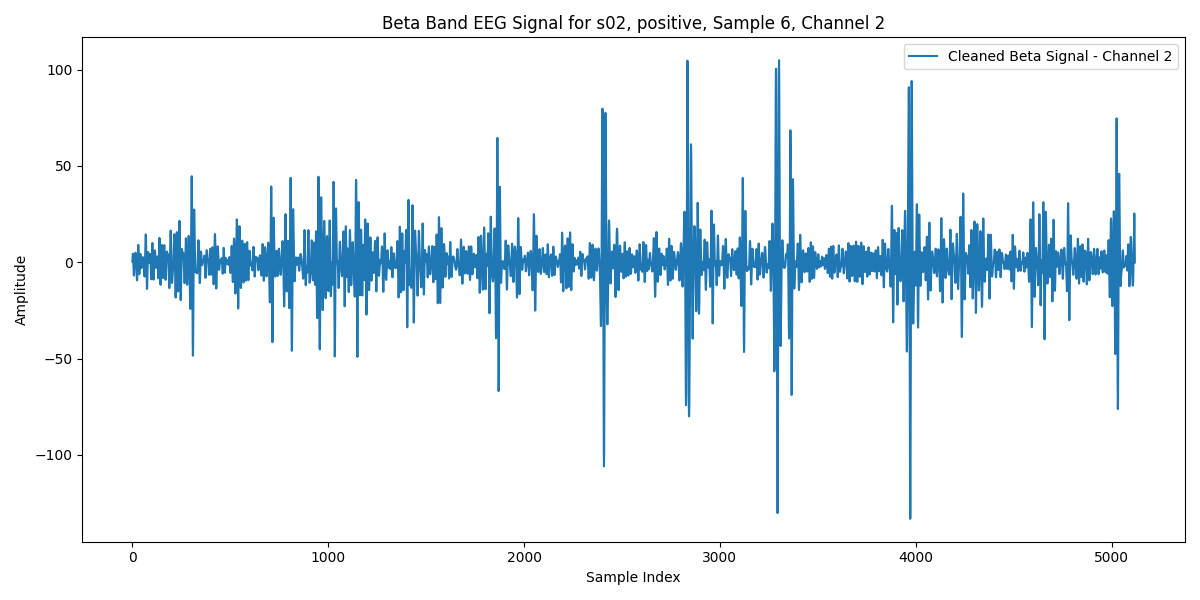 Beta Band EEG Signal for s02, positive, Sample 6, Channel 2
Cleaned Beta Signal - Channel 2
100
50
0
−50
−100
Amplitude
0 1000 2000 3000 4000 5000
Sample Index